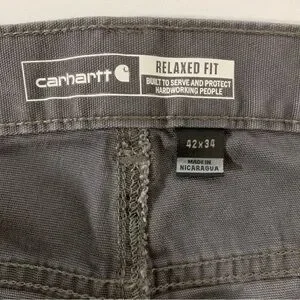 carhartt
RELAXED FIT
BUILT TO SERVE AND PROTECT
HARDWORKING PEOPLE
42x34
MADE IN
NICARAGUA